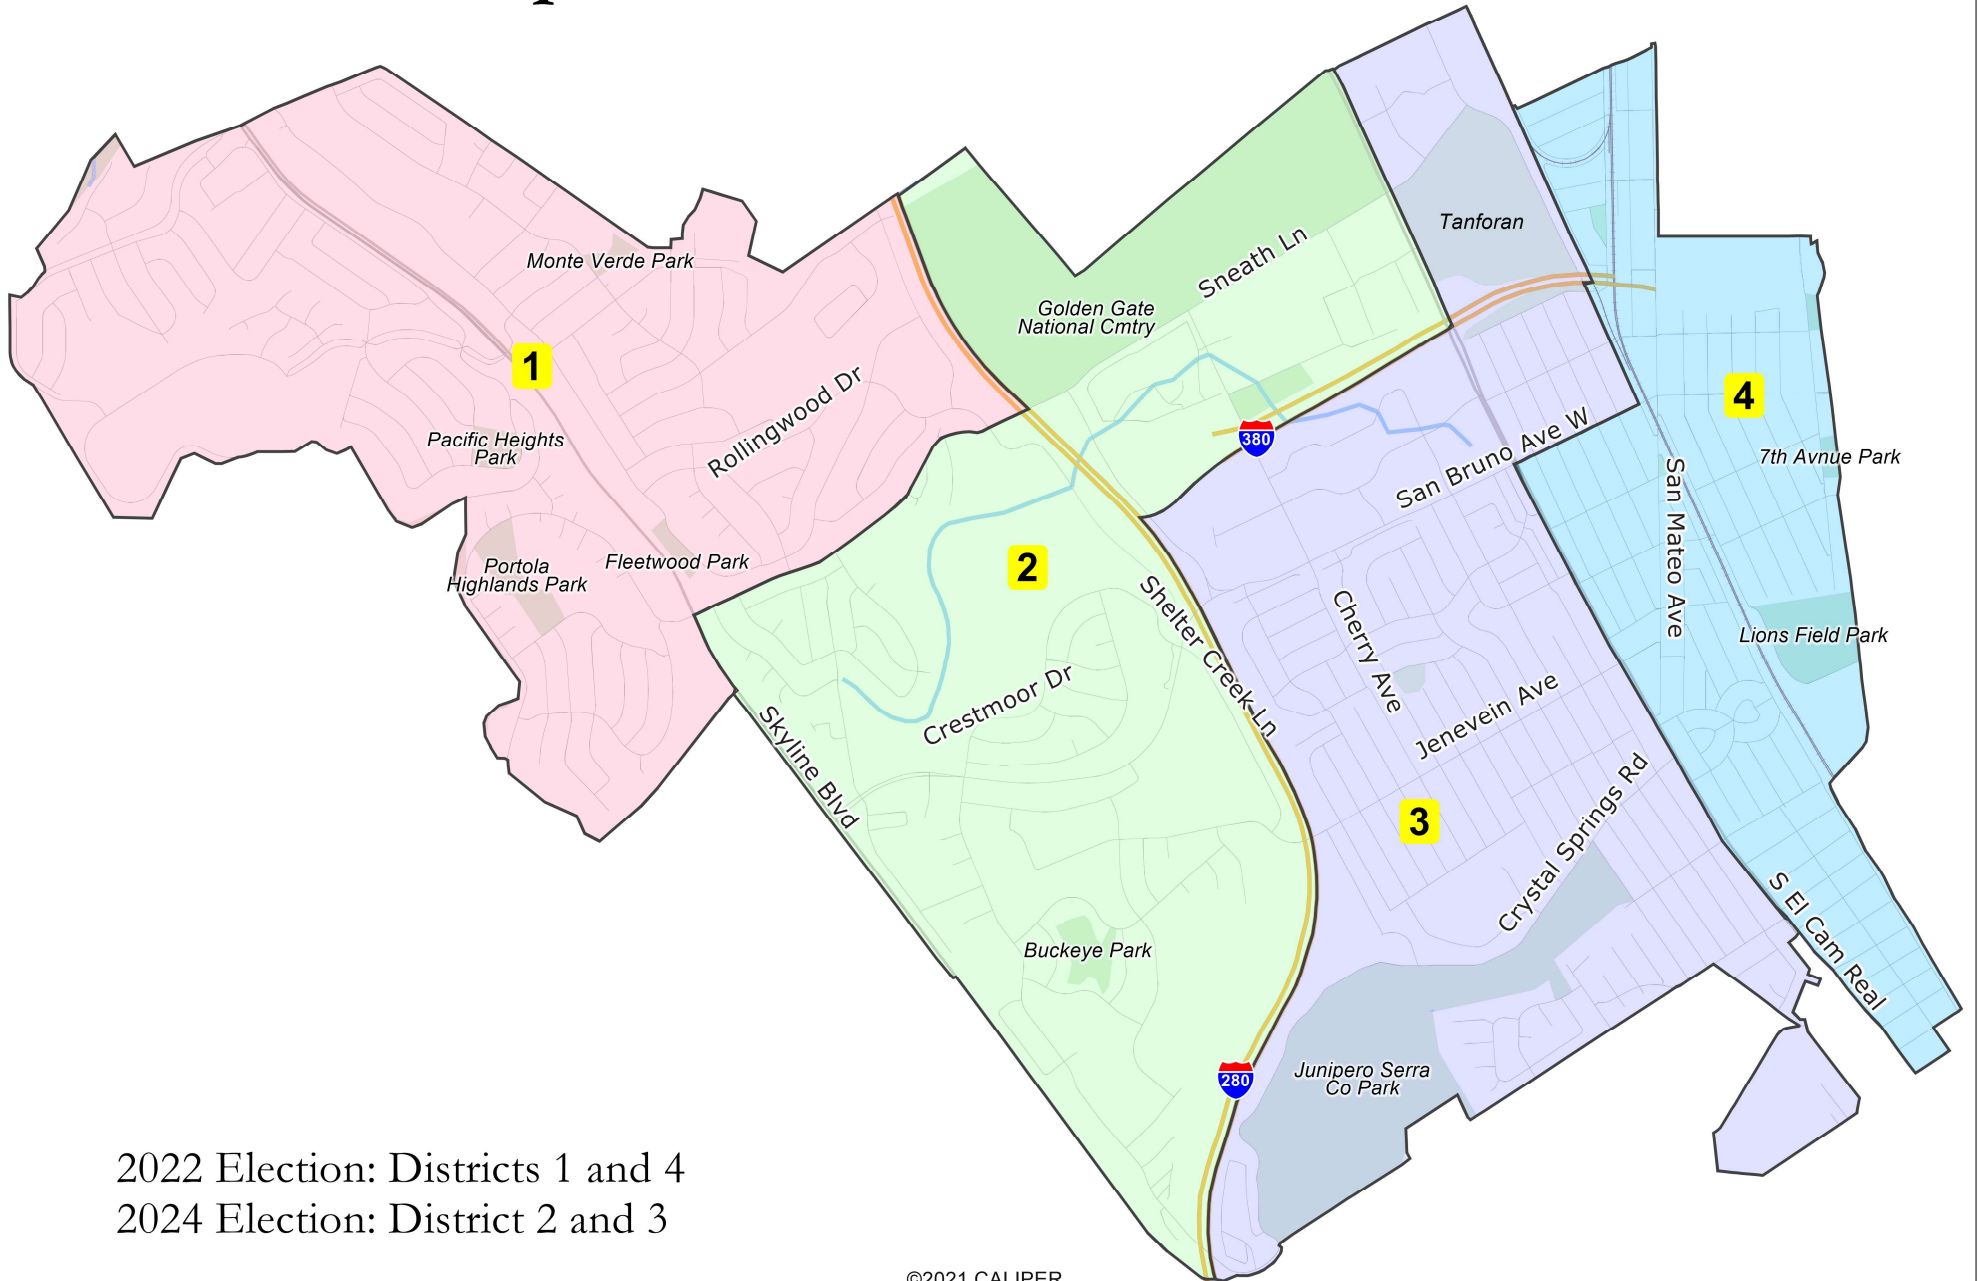 Tanforan
Sneath Ln
Monte Verde Park
Golden Gate
National Cmtry
1
Rollingwood Dr
4
380
San Bruno Ave W
Pacific Heights
Park
7th Avnue Park
San Mateo Ave
Portola
Highlands Park
Fleetwood Park
2
Shelter Creek Ln
Cherry Ave
Lions Field Park
Crestmoor Dr
Jenevein Ave
Skyline Blvd
3
Crystal Springs Rd
S El Cam Real
Buckeye Park
280
Junipero Serra
Co Park
2022 Election: Districts 1 and 4
2024 Election: District 2 and 3
©2021 CALIPER